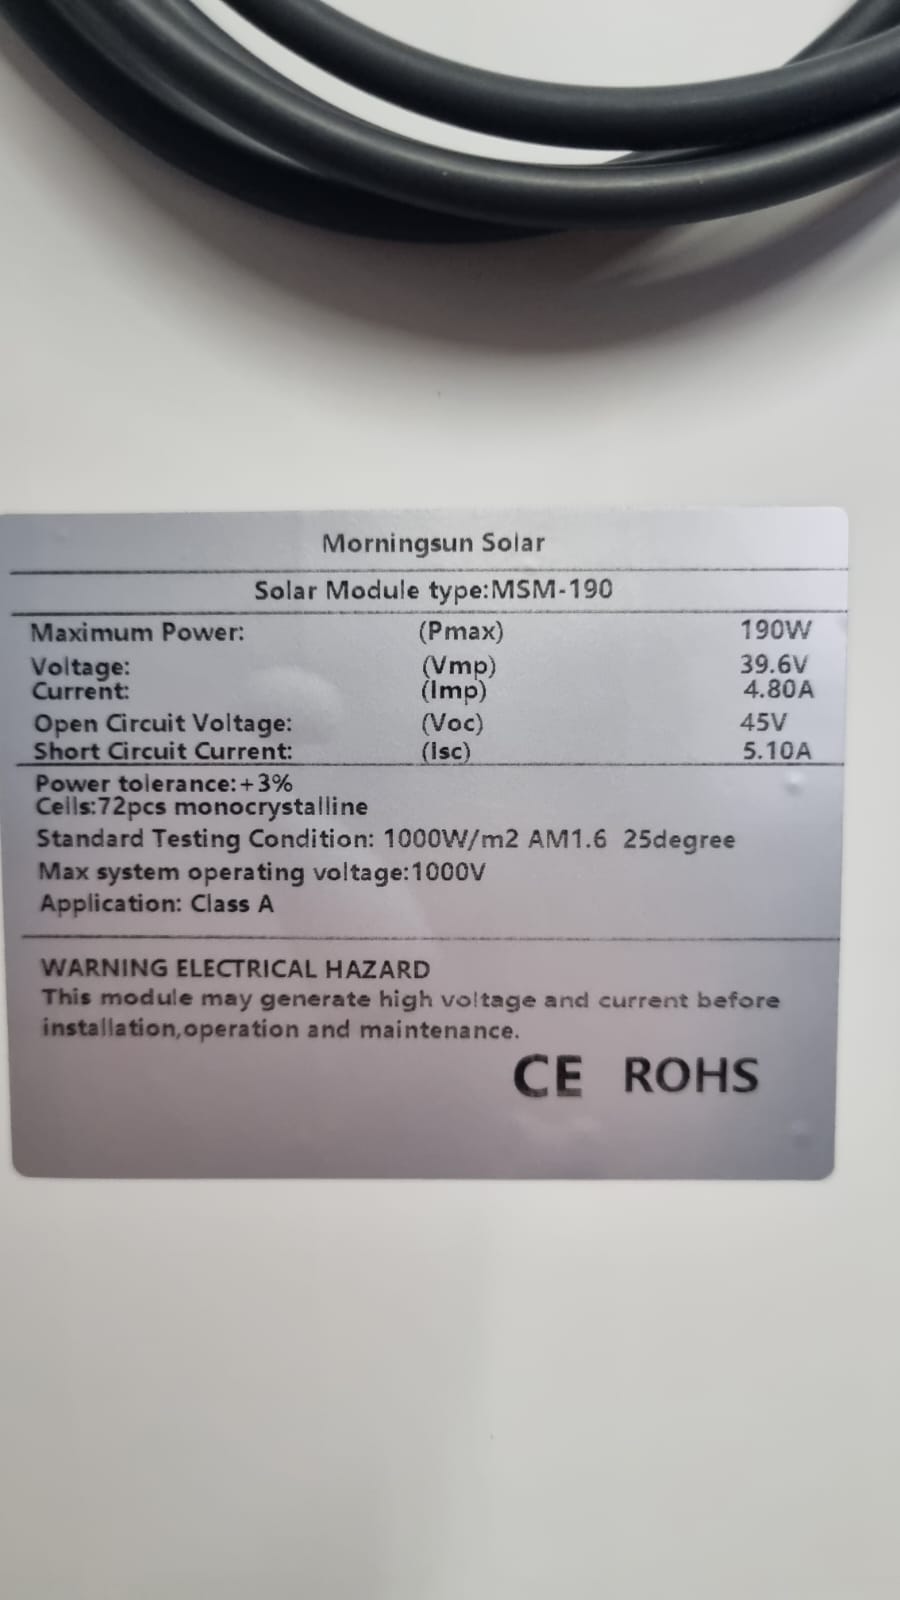 Morningsun Solar
Solar Module type:MSM-190
Maximum Power: (Pmax) 190W
Voltage: (Vmp) 39.6V
Current: (Imp) 4.80A
Open Circuit Voltage: (Voc) 45V
Short Circuit Current: (Isc) 5.10A
Power tolerance:+3%
Cells:72pcs monocrystalline
Standard Testing Condition: 1000W/m2 AM1.6 25degree
Max system operating voltage:1000V
Application: Class A
WARNING ELECTRICAL HAZARD
This module may generate high voltage and current before
installation,operation and maintenance.
CE ROHS